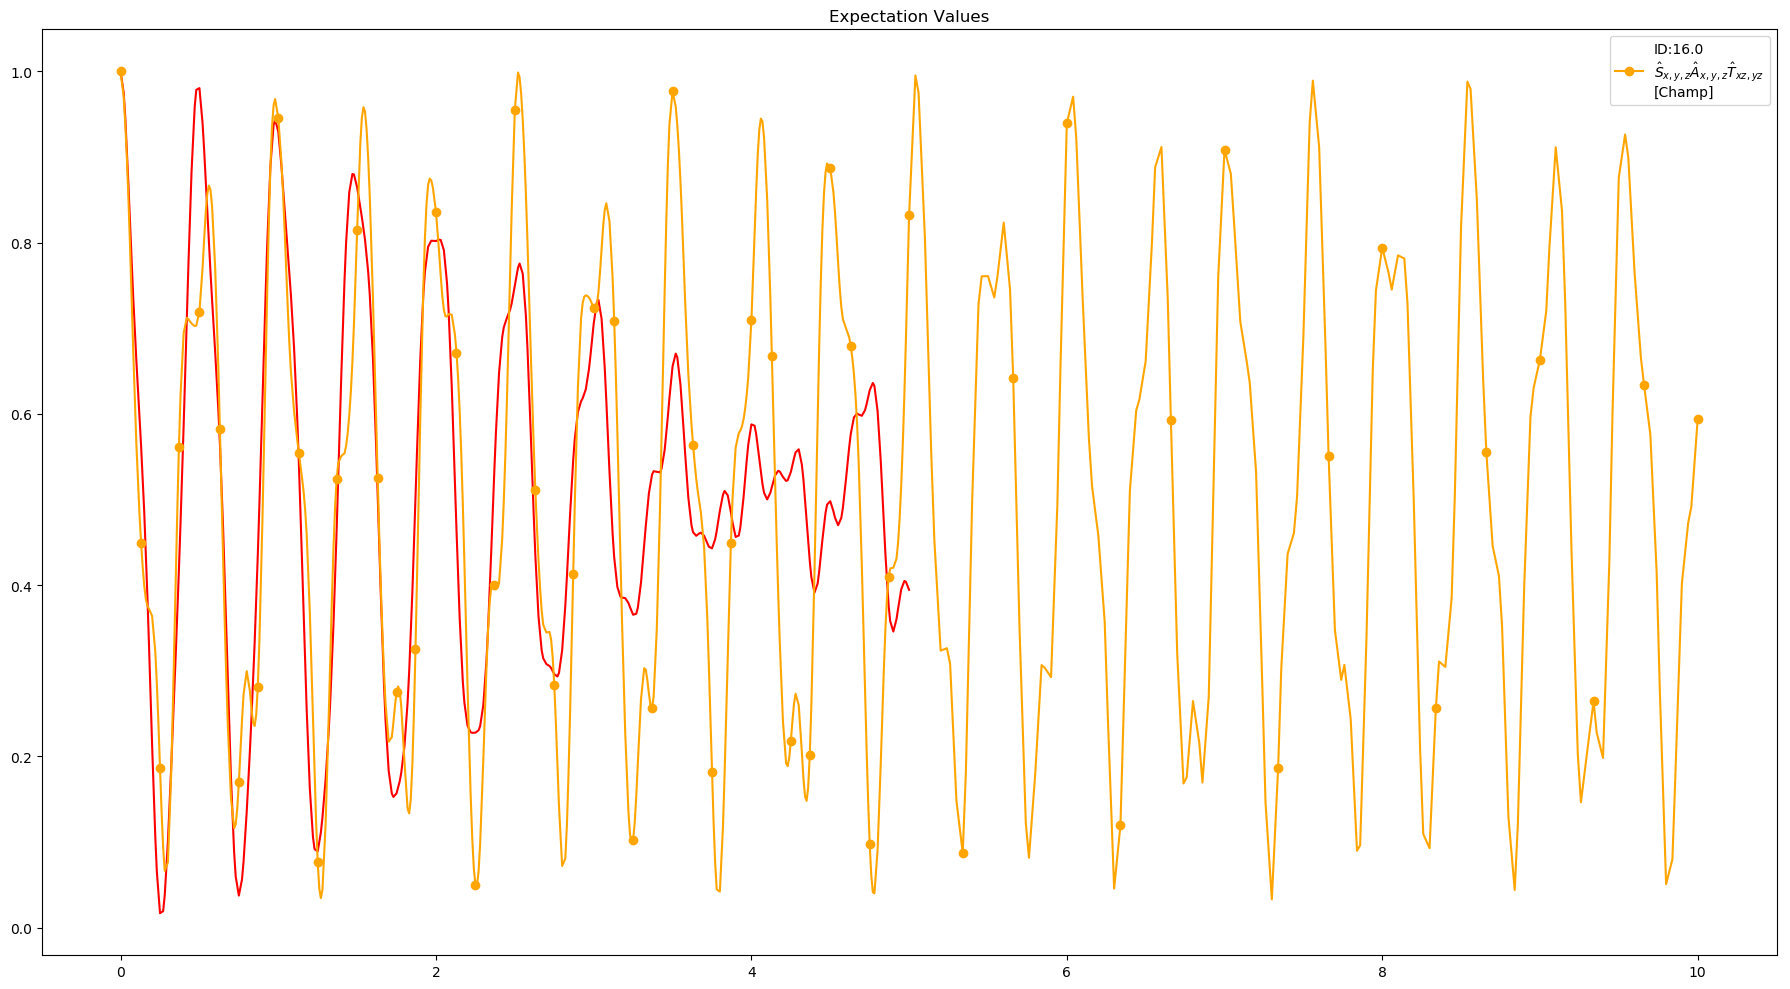 Expectation Values
ID:16.0
$\hat{S}_{x,y,z}\hat{A}_{x,y,z}\hat{T}_{xz,yz}$
[Champ]
1.0
0.8
0.6
0.4
0.2
0.0
0 2 4 6 8 10